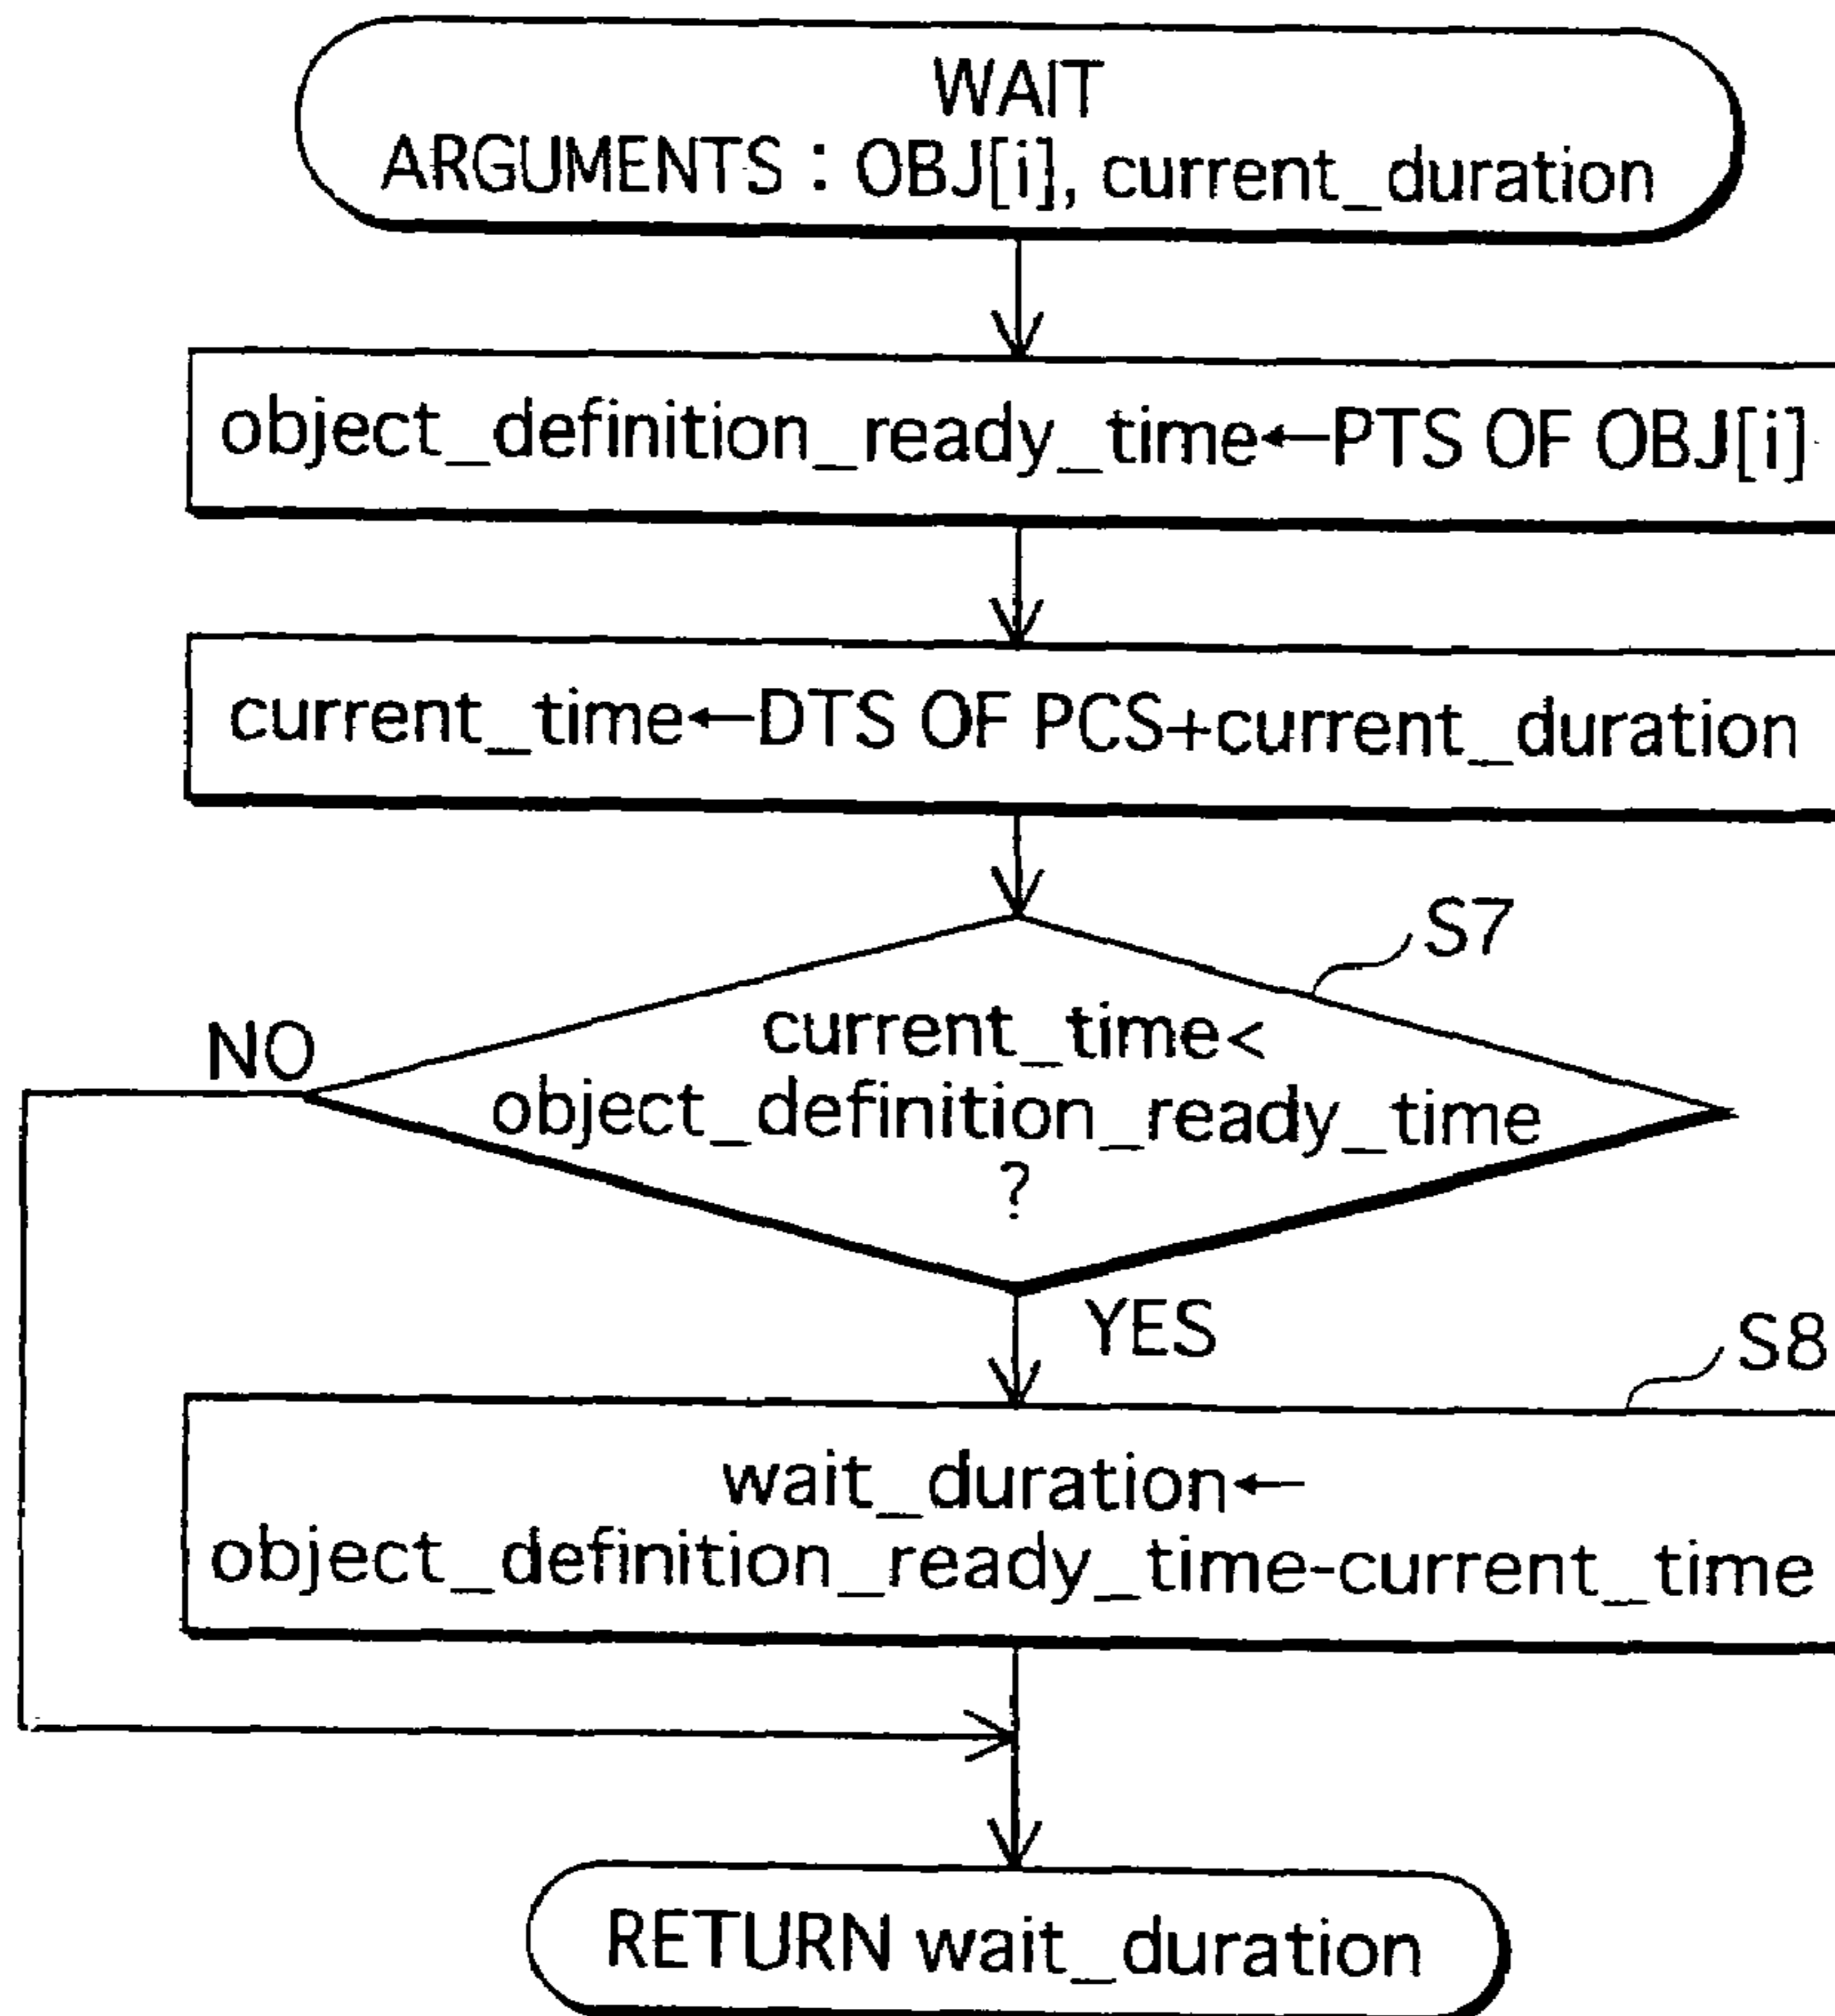 WAIT
ARGUMENTS : OBJ[i], current_duration
object_definition_ready_time←PTS OF OBJ[i]
current_time←DTS OF PCS+current_duration
S7
current_time<
object_definition_ready_time
?
NO
YES
S8
wait_duration←
object_definition_ready_time-current_time
RETURN wait_duration